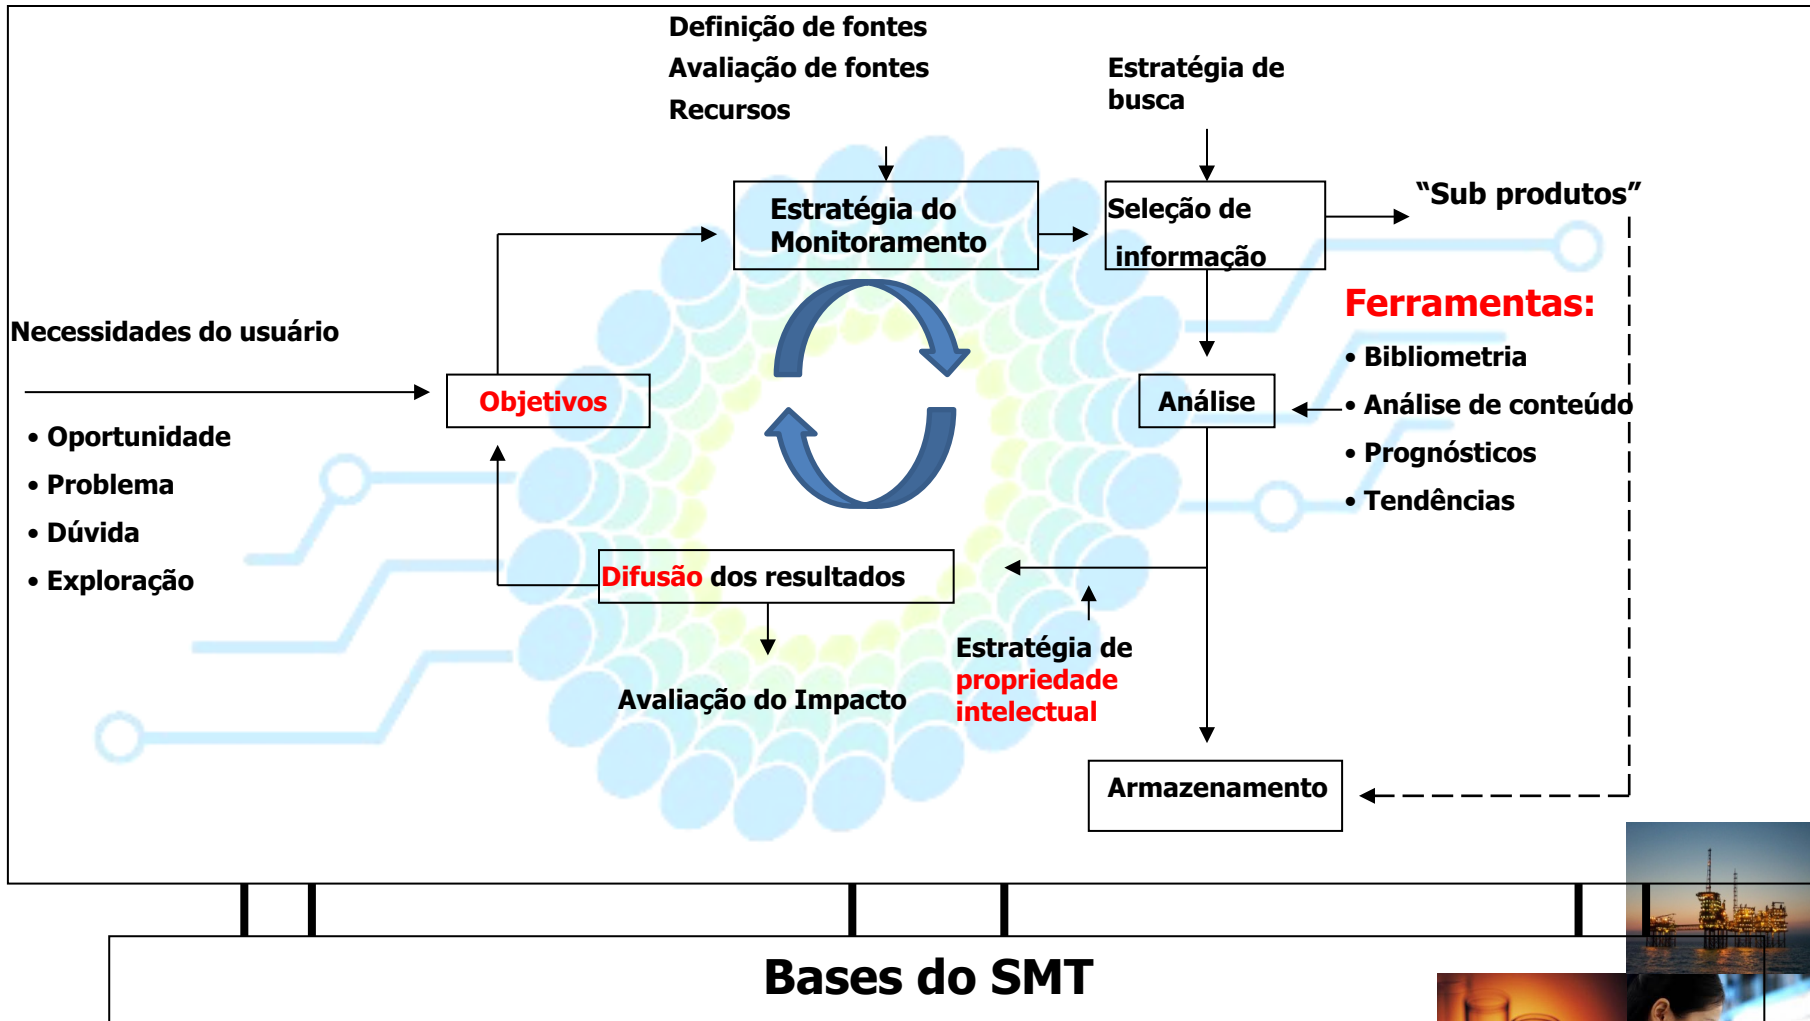 Definição de fontes
Avaliação de fontes
Recursos
Estratégia de
busca
Estratégia do
Monitoramento
Seleção de
informação
“Sub produtos”
Necessidades do usuário
Objetivos
• Oportunidade
• Problema
• Dúvida
• Exploração
Ferramentas:
• Bibliometria
• Análise de conteúdo
• Prognósticos
• Tendências
Análise
Difusão dos resultados
Estratégia de
propriedade
intelectual
Avaliação do Impacto
Armazenamento
Bases do SMT